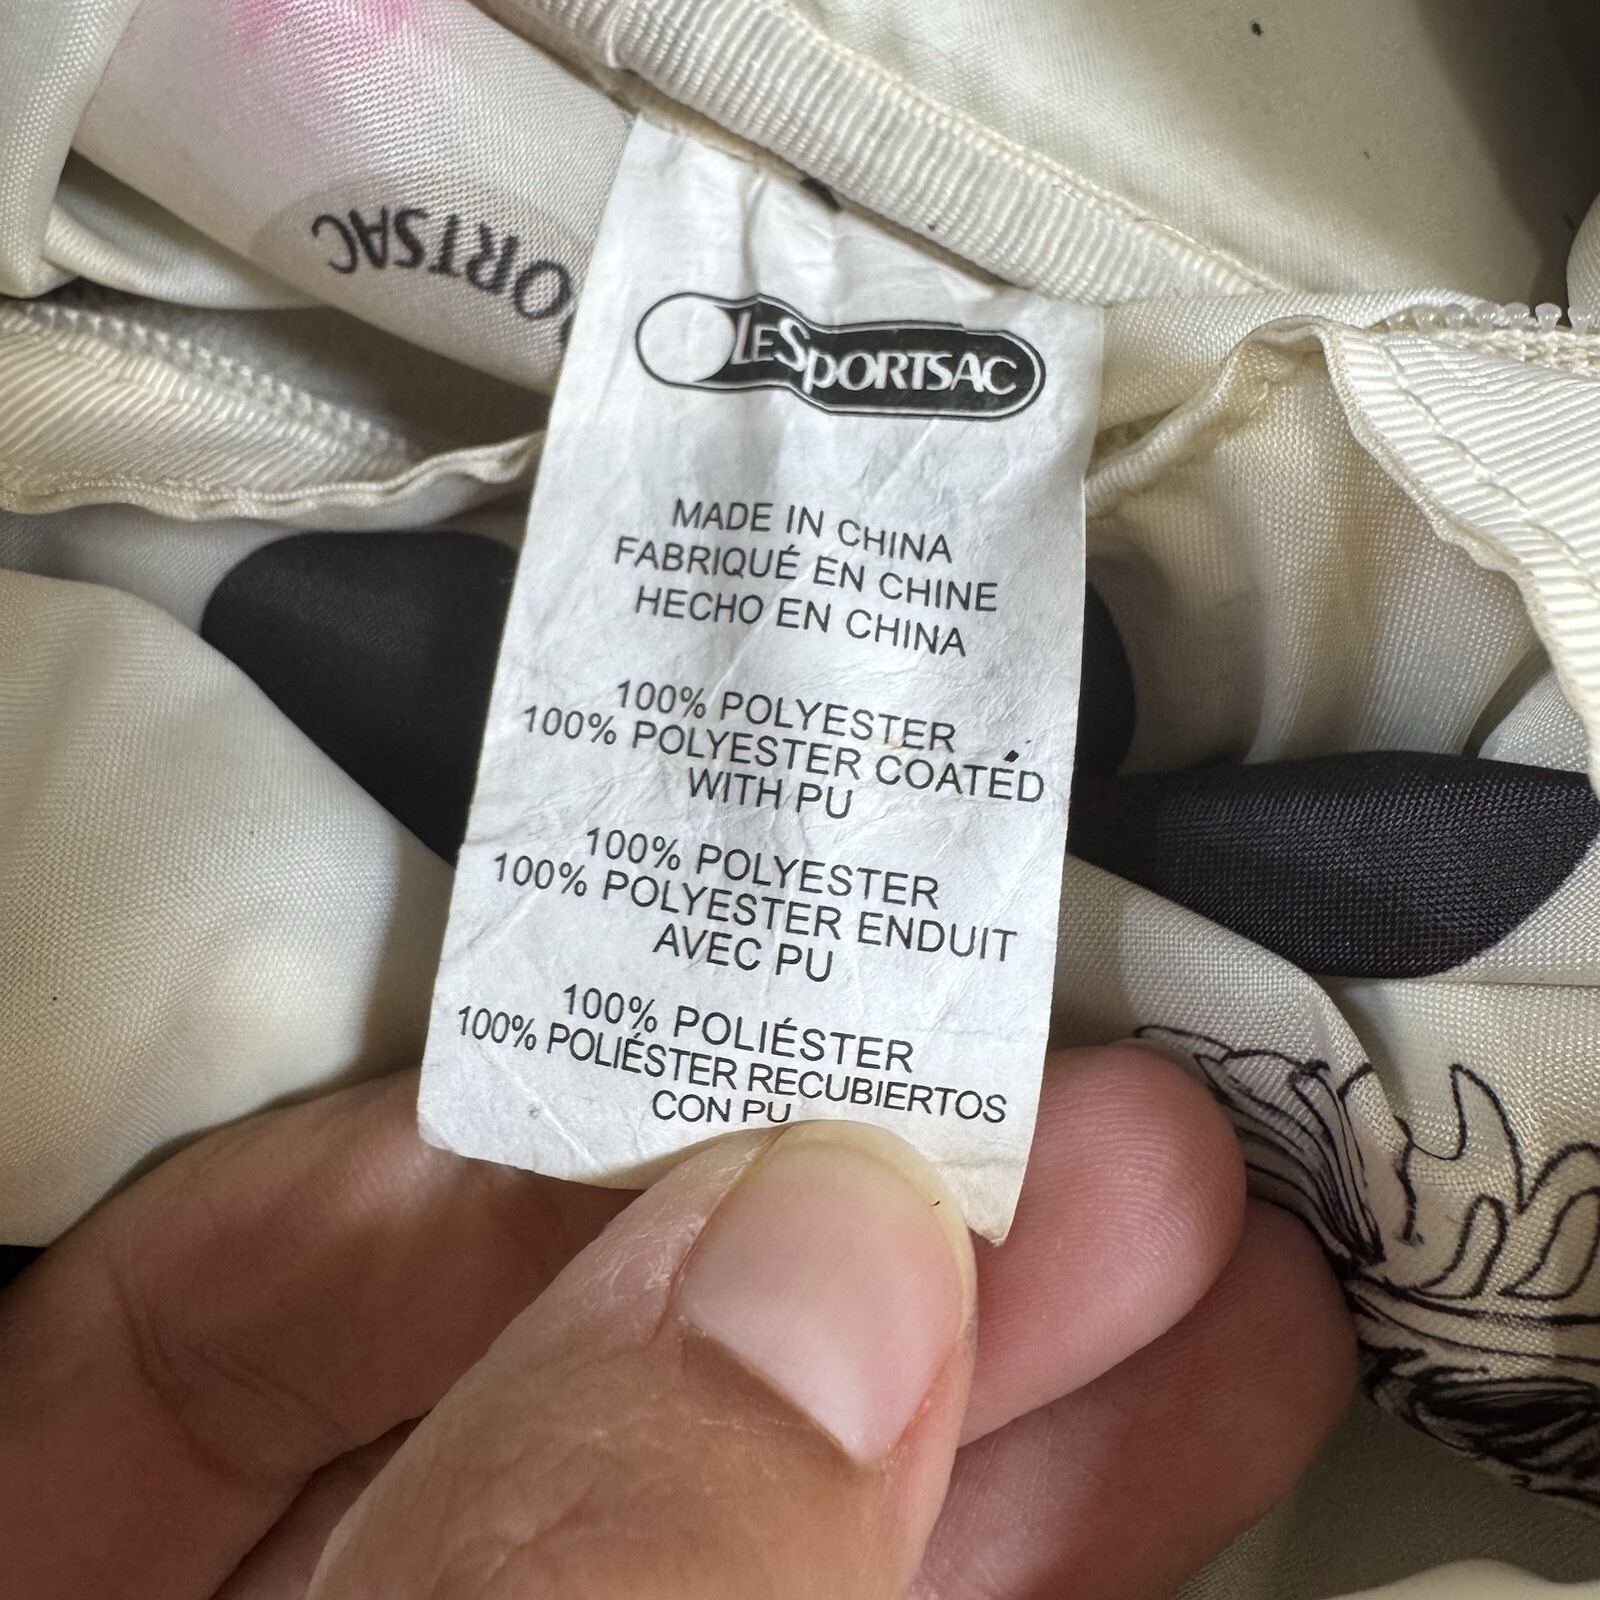 ORTSAC
LESPORTSAC
MADE IN CHINA
FABRIQUÉ EN CHINE
HECHO EN CHINA
100% POLYESTER
100% POLYESTER COATED
WITH PU
100% POLYESTER
100% POLYESTER ENDUIT
AVEC PU
100% POLIÉSTER
100% POLIÉSTER RECUBIERTOS
CON PU